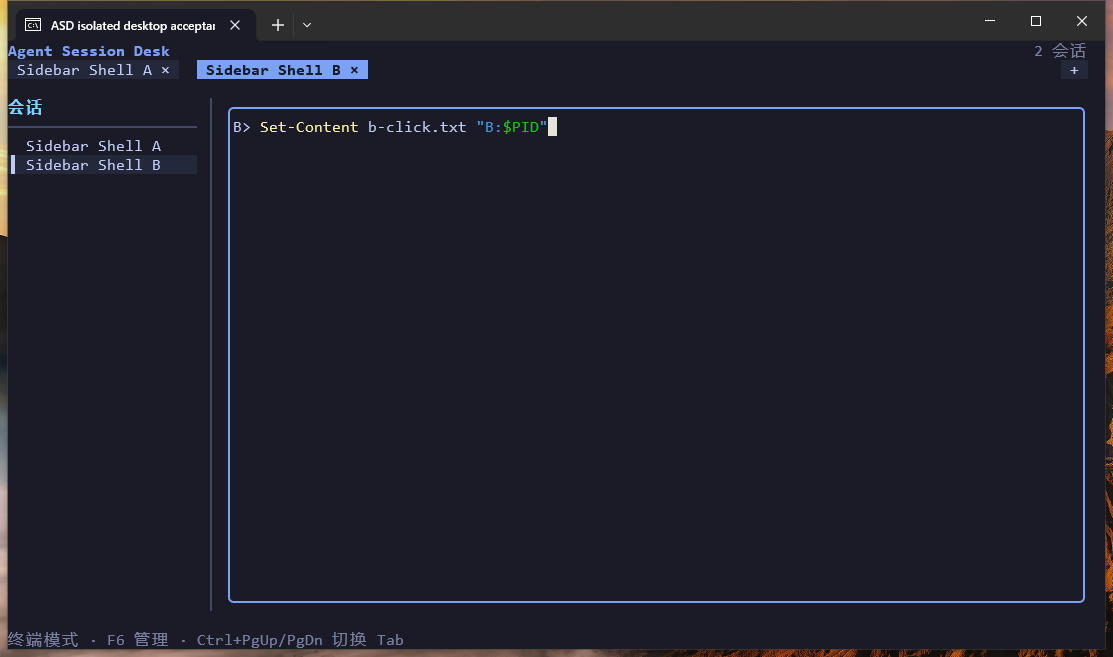 ASD isolated desktop accepta
Agent Session Desk
2 会话
Sidebar Shell A ×
Sidebar Shell B ×
+
会话
Sidebar Shell A
Sidebar Shell B
B> Set-Content b-click.txt "B:$PID"
终端模式 · F6 管理 · Ctrl+PgUp/PgDn 切换 Tab